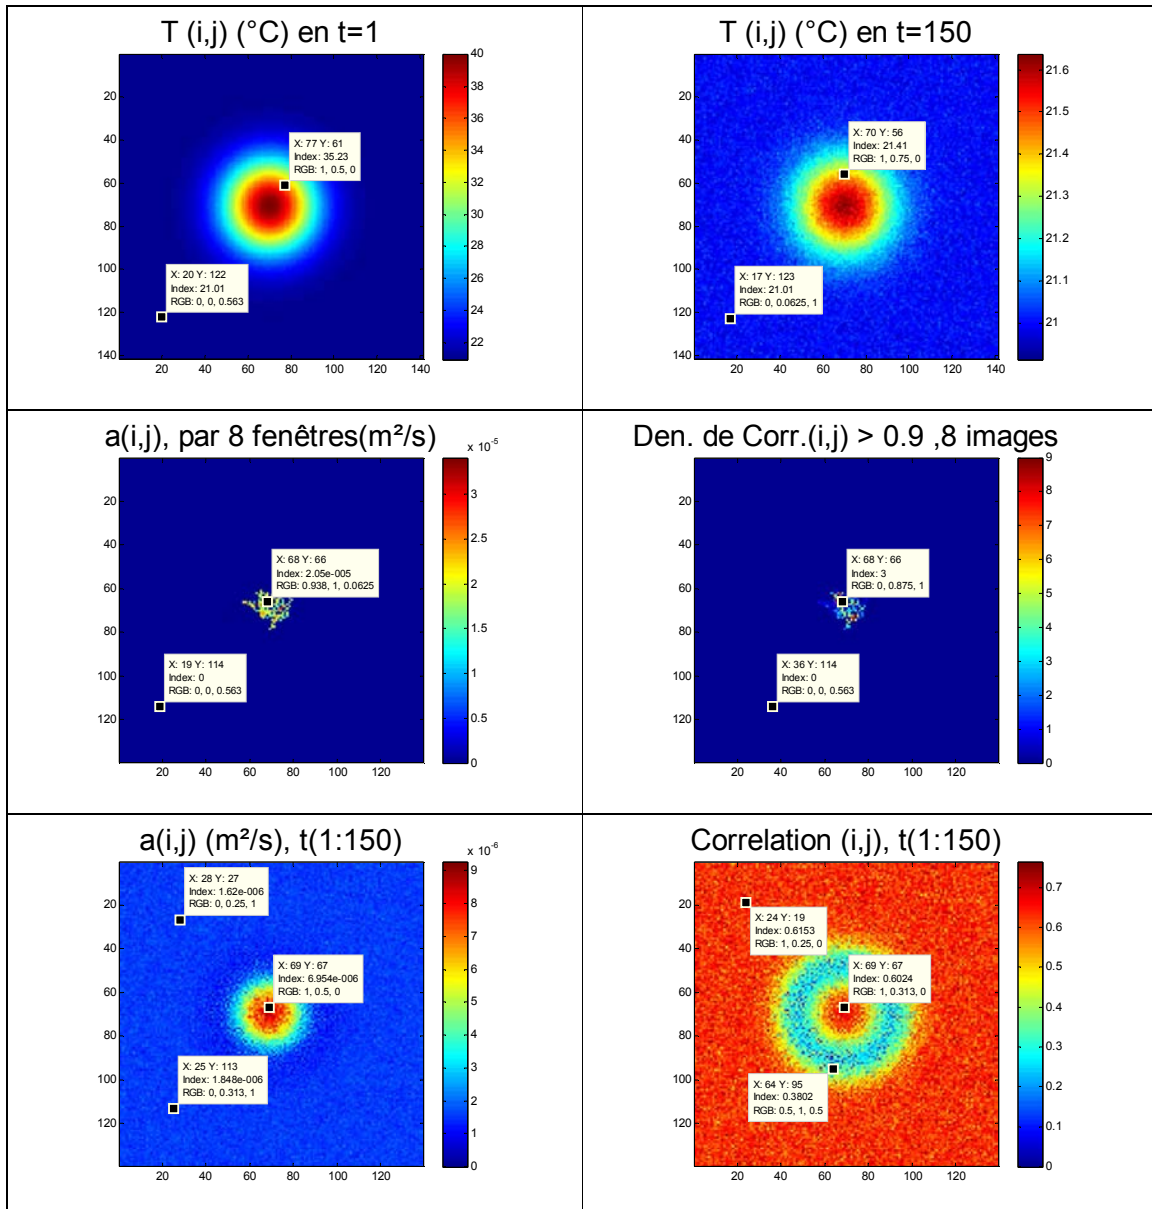 T (i,j) (°C) en t=1
20
40
60
80
100
120
140
20 40 60 80 100 120 140
40
38
36
34
32
30
28
26
24
22
X: 77 Y: 61
Index: 35.23
RGB: 1, 0.5, 0
X: 20 Y: 122
Index: 21.01
RGB: 0, 0, 0.563
T (i,j) (°C) en t=150
20
40
60
80
100
120
140
20 40 60 80 100 120 140
21.6
21.5
21.4
21.3
21.2
21.1
21
X: 70 Y: 56
Index: 21.41
RGB: 1, 0.75, 0
X: 17 Y: 123
Index: 21.01
RGB: 0, 0.0625, 1
a(i,j), par 8 fenêtres(m²/s)
x 10-5
20
40
60
80
100
120
20 40 60 80 100 120
3
2.5
2
1.5
1
0.5
0
X: 68 Y: 66
Index: 2.05e-005
RGB: 0.938, 1, 0.0625
X: 19 Y: 114
Index: 0
RGB: 0, 0, 0.563
Den. de Corr.(i,j) > 0.9 ,8 images
20
40
60
80
100
120
20 40 60 80 100 120
9
8
7
6
5
4
3
2
1
0
X: 68 Y: 66
Index: 3
RGB: 0, 0.875, 1
X: 36 Y: 114
Index: 0
RGB: 0, 0, 0.563
a(i,j) (m²/s), t(1:150)
x 10-6
20
40
60
80
100
120
20 40 60 80 100 120
9
8
7
6
5
4
3
2
1
0
X: 28 Y: 27
Index: 1.62e-006
RGB: 0, 0.25, 1
X: 69 Y: 67
Index: 6.954e-006
RGB: 1, 0.5, 0
X: 25 Y: 113
Index: 1.848e-006
RGB: 0, 0.313, 1
Correlation (i,j), t(1:150)
20
40
60
80
100
120
20 40 60 80 100 120
0.7
0.6
0.5
0.4
0.3
0.2
0.1
0
X: 24 Y: 19
Index: 0.6153
RGB: 1, 0.25, 0
X: 69 Y: 67
Index: 0.6024
RGB: 1, 0.313, 0
X: 64 Y: 95
Index: 0.3802
RGB: 0.5, 1, 0.5